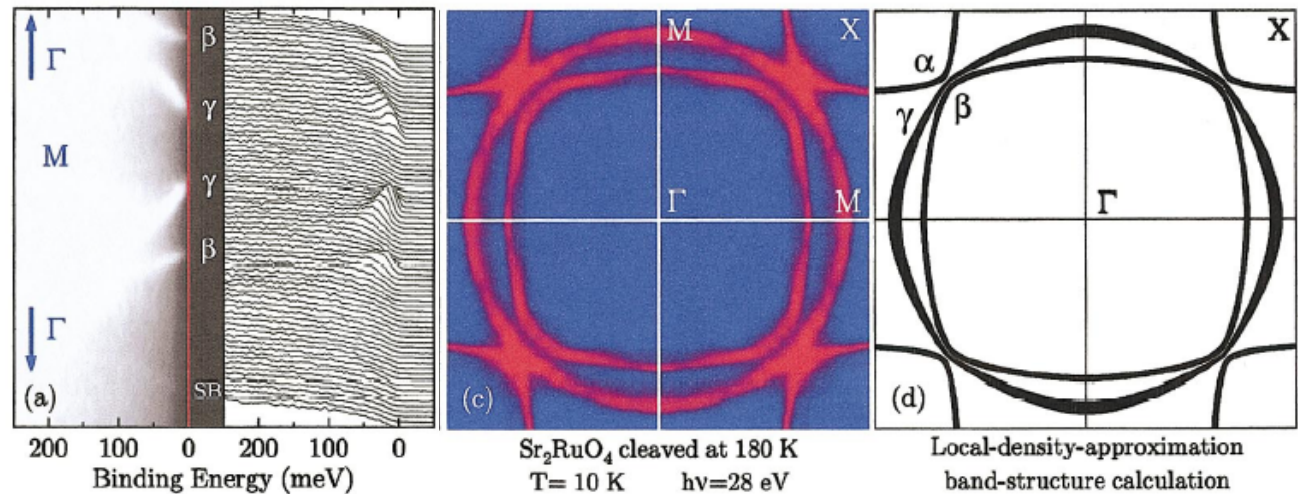 Γ
M
Γ
(a)
β
γ
γ
β
SB
200 100 0 200 100 0
Binding Energy (meV)
M X
Γ M
(c)
Sr₂RuO₄ cleaved at 180 K
T= 10 K hν=28 eV
X
α
γ β
Γ
(d)
Local-density-approximation
band-structure calculation